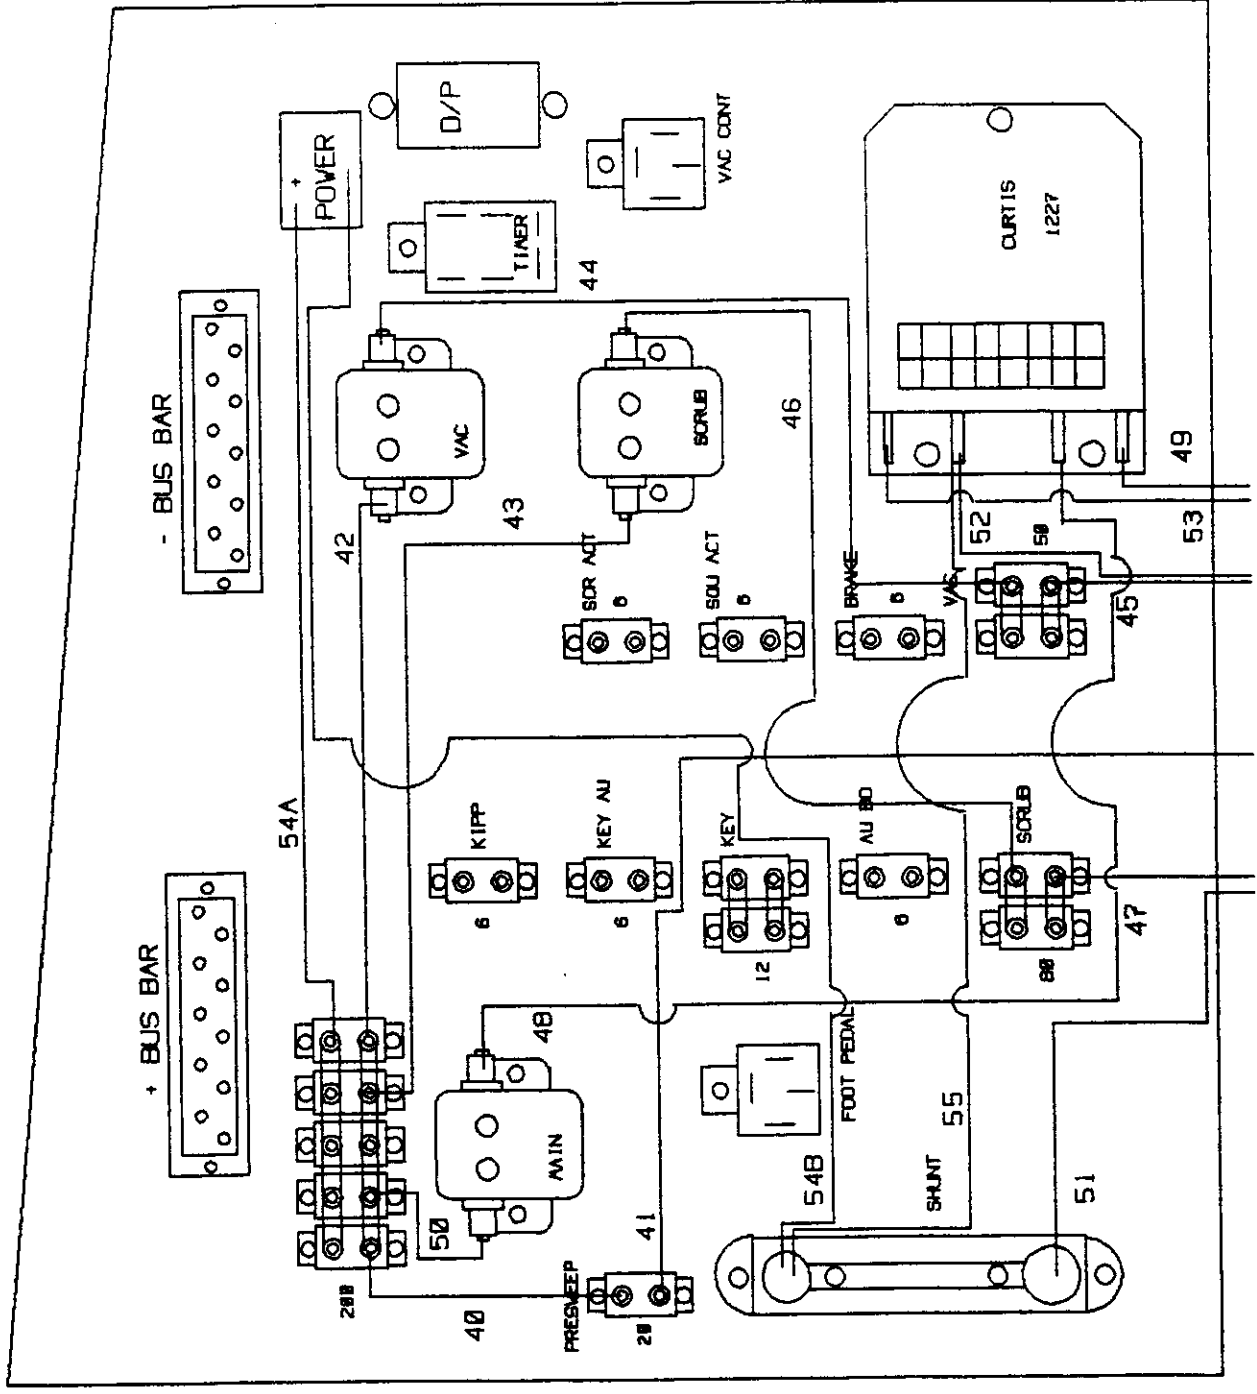 - BUS BAR
+ BUS BAR
+
POWER
D/P
VAC CONT
TIMER
44
CURTIS
1227
VAC
SCRUB
42
43
46
49
54A
SCR ACT
6
SQU ACT
6
BRAKE
6
VAC
52
50
53
45
KIPP
6
KEY AU
6
KEY
12
AU BD
6
SCRUB
80
47
200
MAIN
48
50
40
41
PRESWEEP
20
FOOT PEDAL
54B
55
SHUNT
51